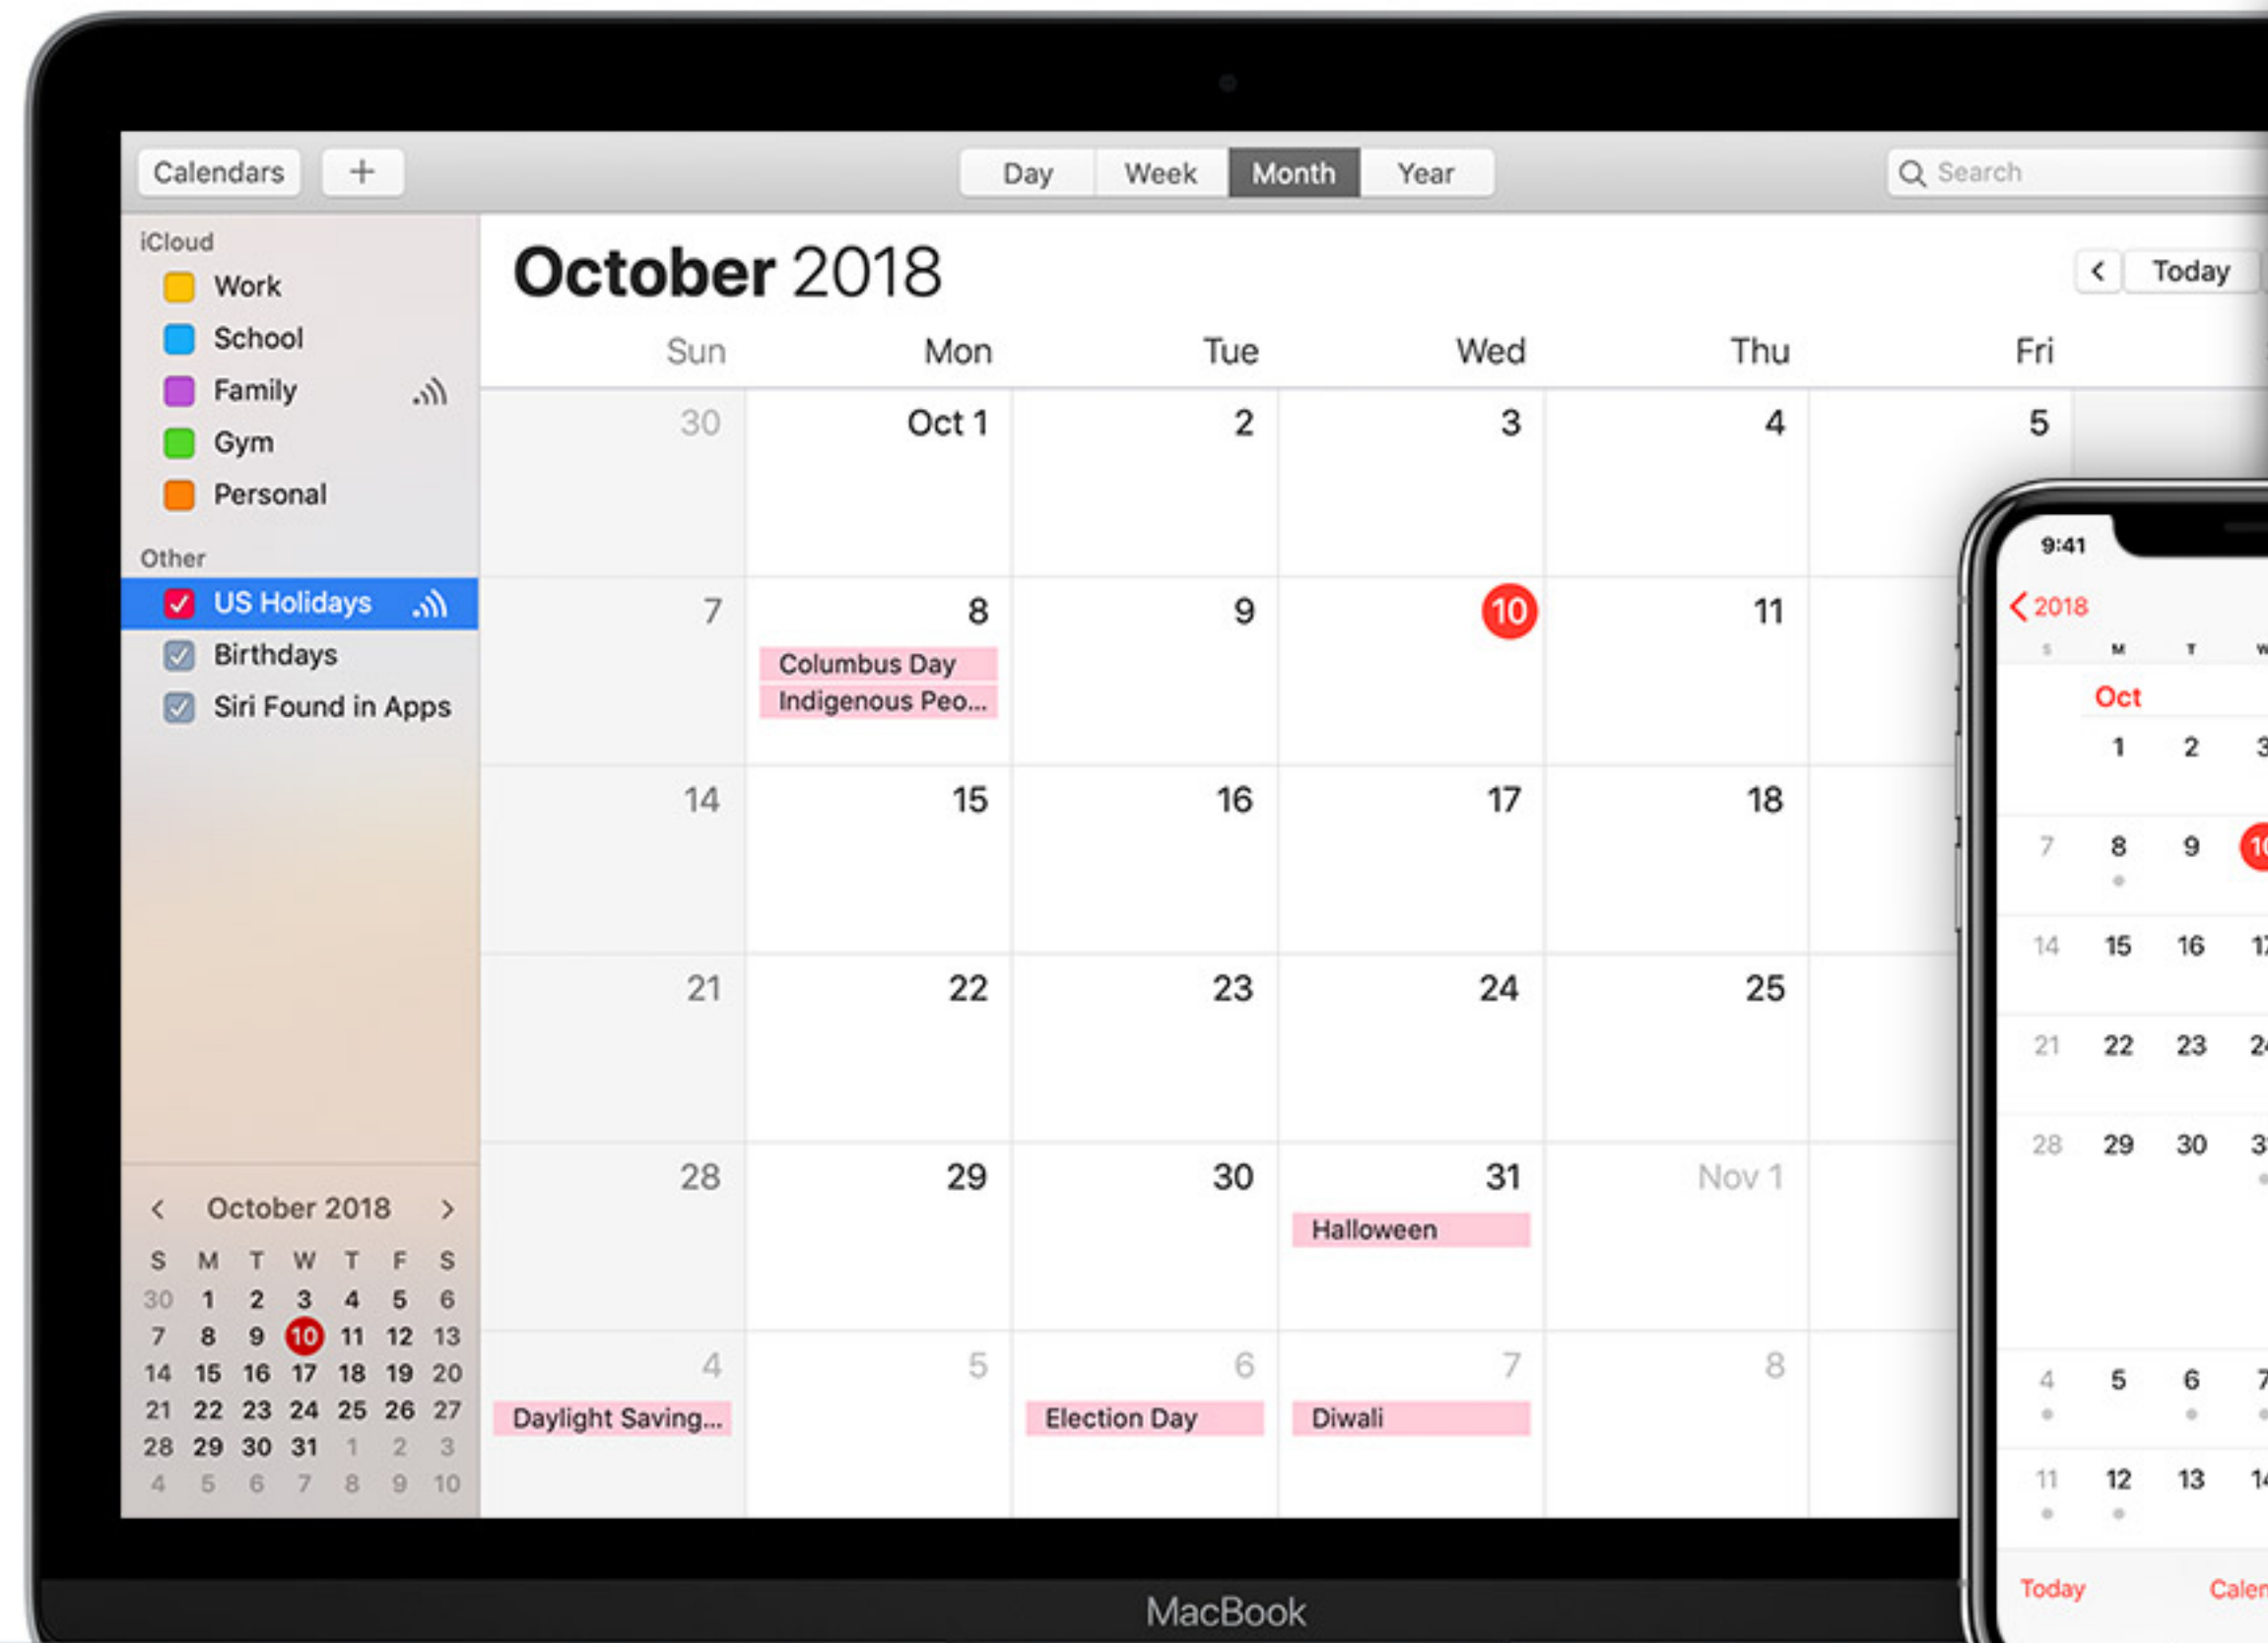 Calendars + Day Week Month Year Search
iCloud
Work
School
Family
Gym
Personal
Other
US Holidays
Birthdays
Siri Found in Apps
October 2018
S M T W T F S
30 1 2 3 4 5 6
7 8 9 10 11 12 13
14 15 16 17 18 19 20
21 22 23 24 25 26 27
28 29 30 31 1 2 3
4 5 6 7 8 9 10
October 2018 < Today
Sun Mon Tue Wed Thu Fri
30 Oct 1 2 3 4 5
7 8 9 10 11
Columbus Day
Indigenous Peo...
14 15 16 17 18
21 22 23 24 25
28 29 30 31 Nov 1
Halloween
4 5 6 7 8
Daylight Saving... Election Day Diwali
MacBook
9:41
2018
S M T W
Oct
1 2 3
7 8 9 10
14 15 16 17
21 22 23 24
28 29 30
4 5 6 7
11 12 13 14
Today